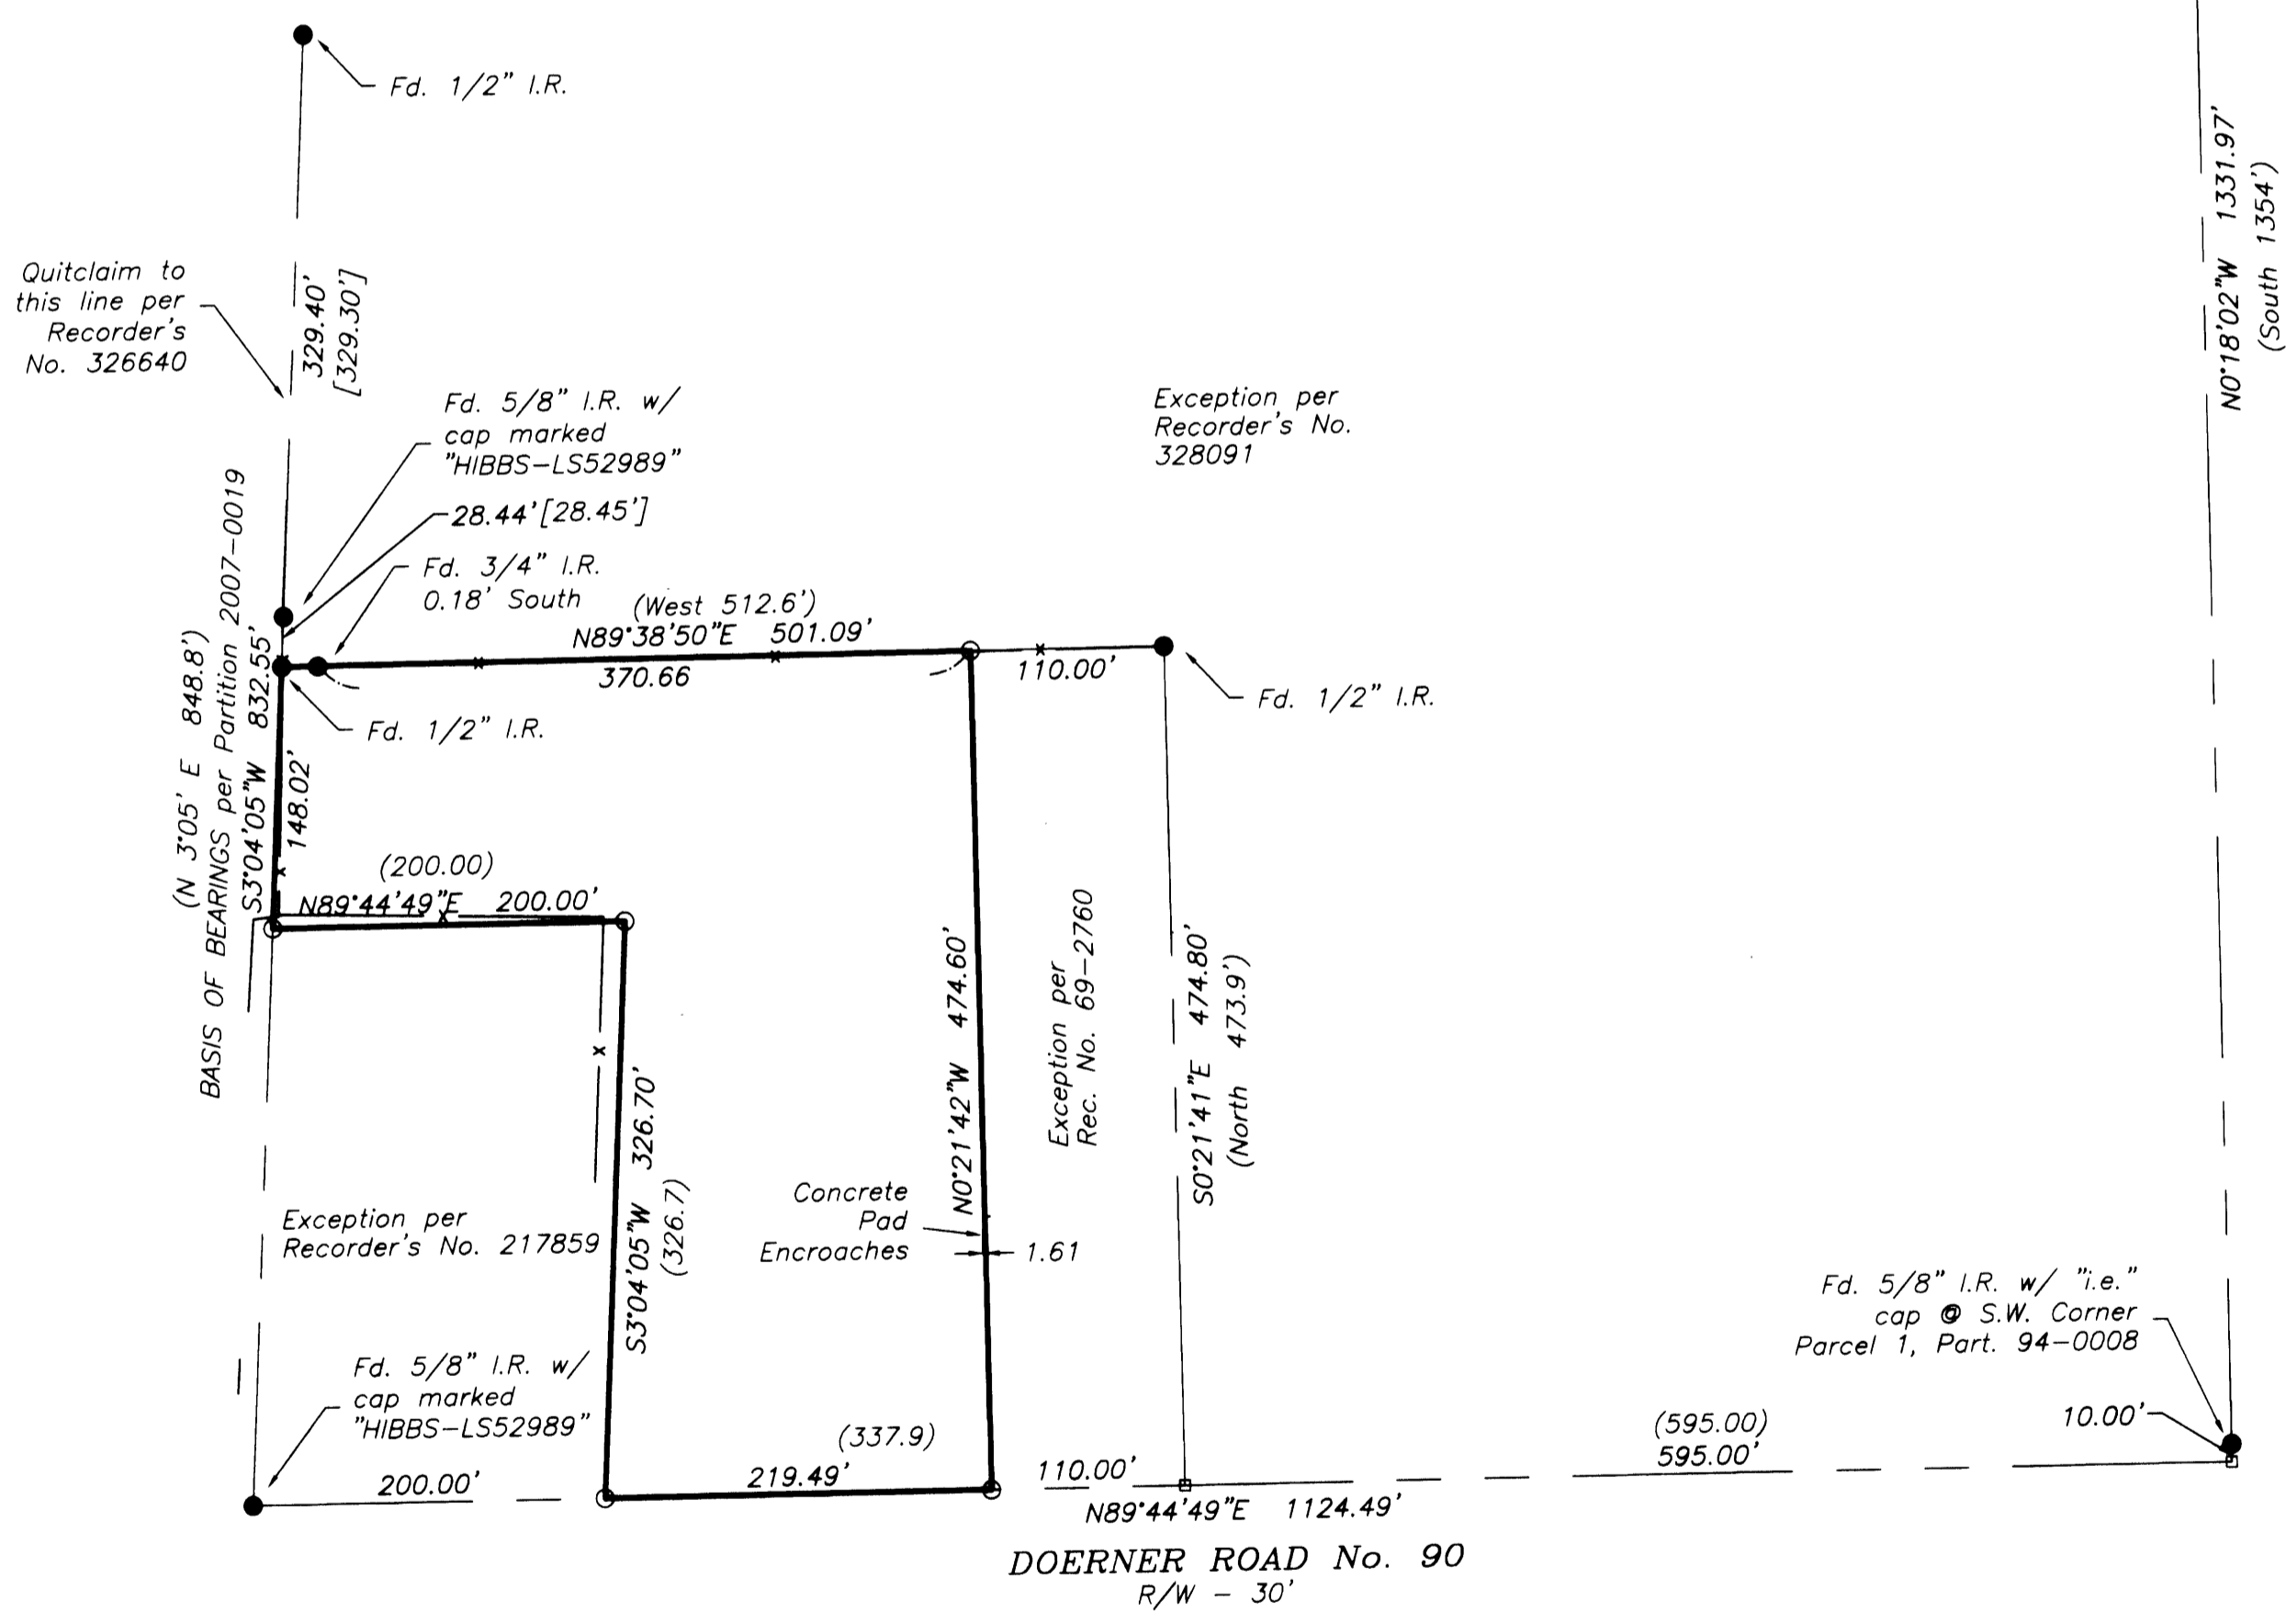 Fd. 1/2" I.R.
N0°18'02"W 1331.97'
(South 1354')
Quitclaim to
this line per
Recorder's
No. 326640
329.40'
[329.30']
Fd. 5/8" I.R. w/
cap marked
"HIBBS-LS52989"
28.44'[28.45']
Fd. 3/4" I.R.
0.18' South
Exception per
Recorder's No.
328091
(West 512.6')
N89°38'50"E 501.09'
370.66
110.00'
Fd. 1/2" I.R.
Fd. 1/2" I.R.
(N 3°05' E 848.8')
BASIS OF BEARINGS per Partition 2007-0019
S3°04'05"W 832.55'
148.02'
(200.00)
N89°44'49"E 200.00'
S3°04'05"W 326.70'
(326.7)
N0°21'42"W 474.60'
Exception per
Rec. No. 69-2760
S0°21'41"E 474.80'
(North 473.9')
Exception per
Recorder's No. 217859
Concrete
Pad
Encroaches
1.61
Fd. 5/8" I.R. w/ "i.e."
cap @ S.W. Corner
Parcel 1, Part. 94-0008
10.00'
Fd. 5/8" I.R. w/
cap marked
"HIBBS-LS52989"
200.00'
(337.9)
219.49'
110.00'
(595.00)
595.00'
N89°44'49"E 1124.49'
DOERNER ROAD No. 90
R/W - 30'